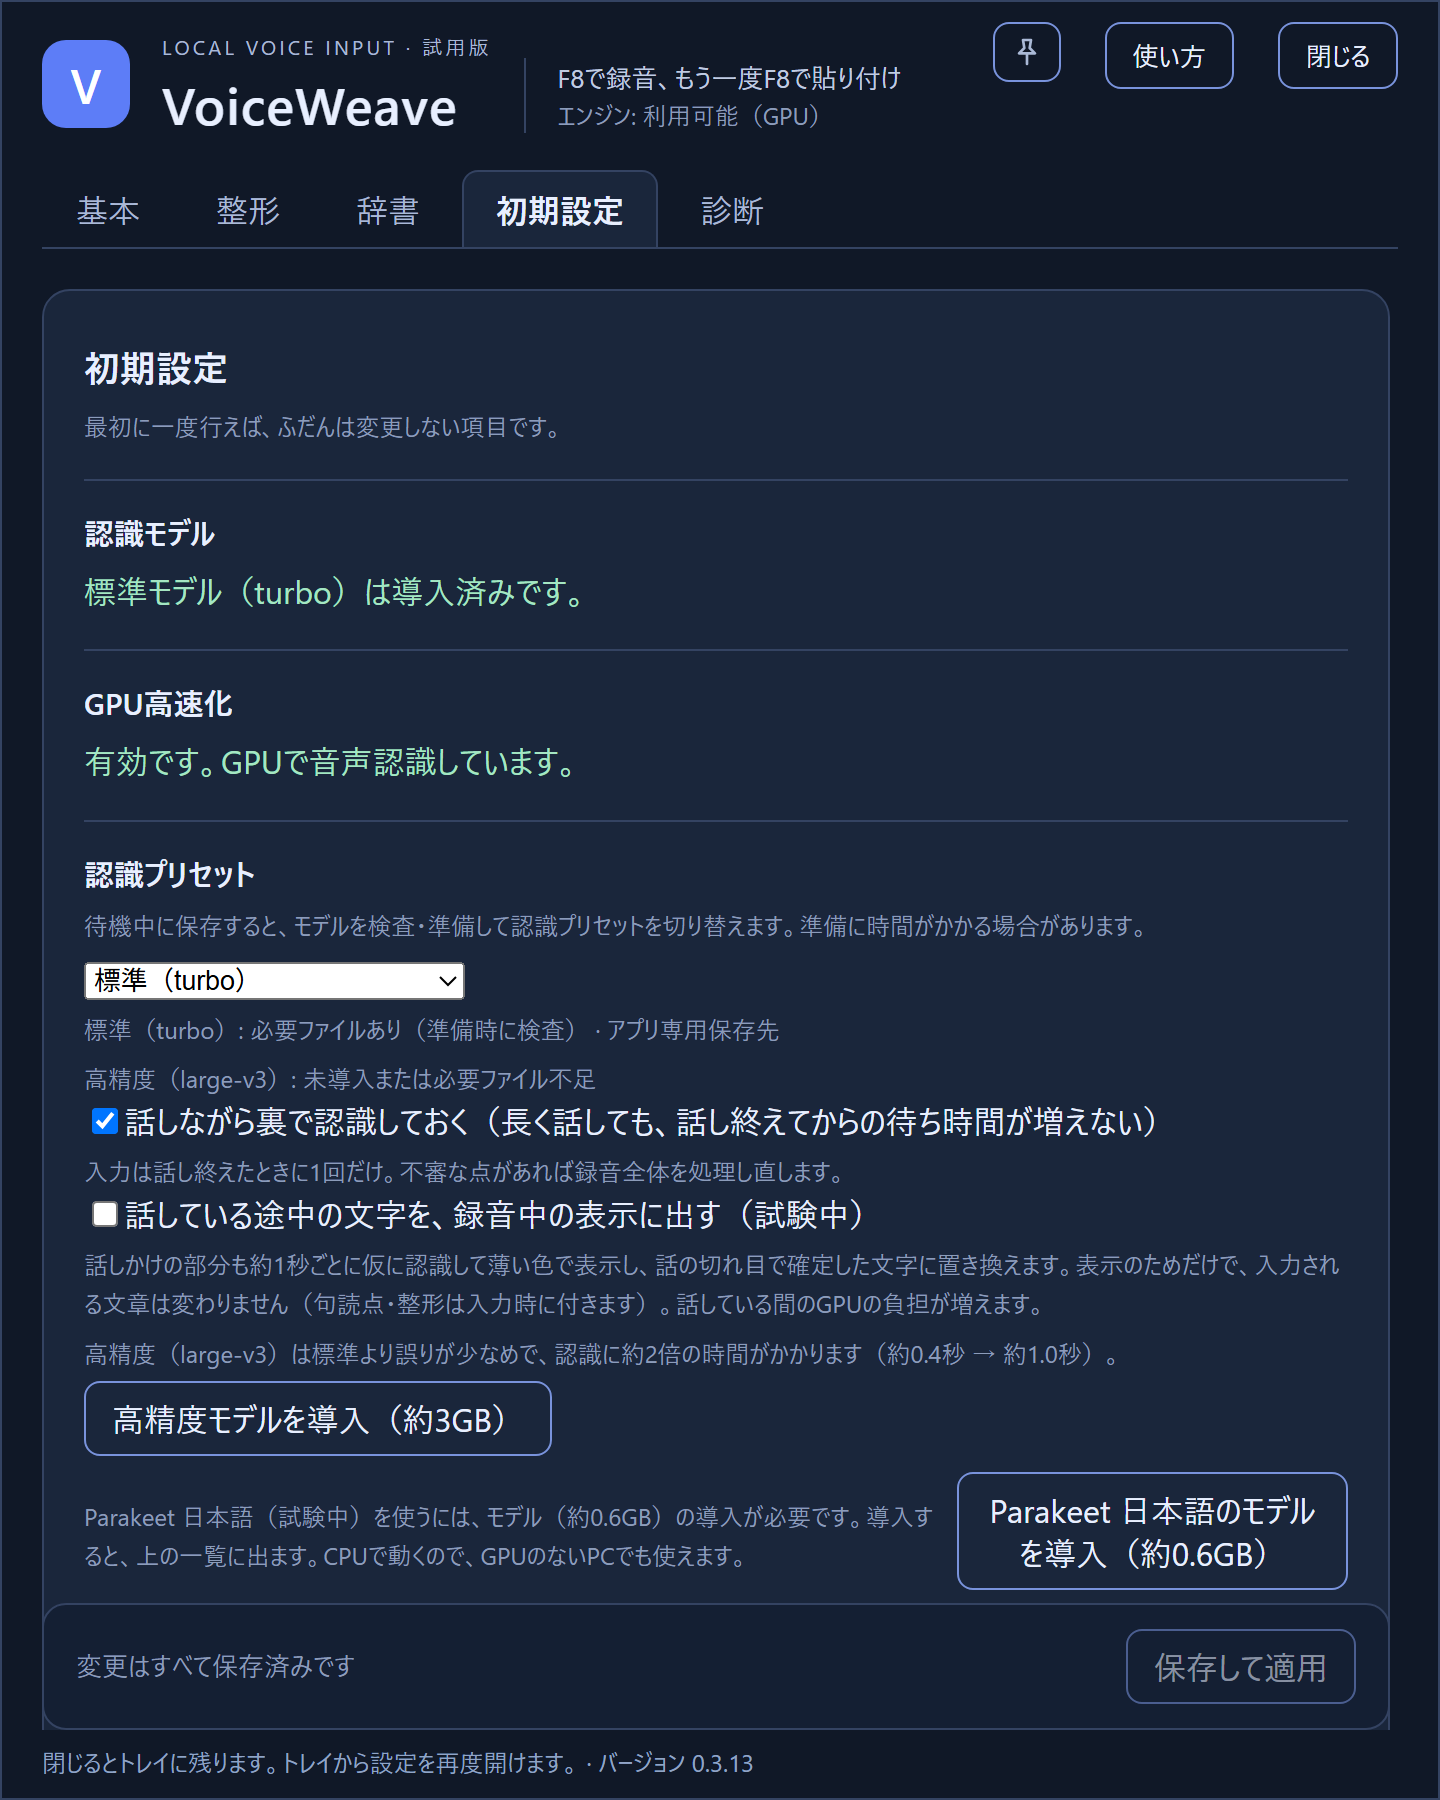 V
LOCAL VOICE INPUT · 試用版
VoiceWeave
F8で録音、もう一度F8で貼り付け
エンジン: 利用可能（GPU）
使い方
閉じる
基本
整形
辞書
初期設定
診断
初期設定
最初に一度行えば、ふだんは変更しない項目です。
認識モデル
標準モデル（turbo）は導入済みです。
GPU高速化
有効です。GPUで音声認識しています。
認識プリセット
待機中に保存すると、モデルを検査・準備して認識プリセットを切り替えます。準備に時間がかかる場合があります。
標準（turbo）
標準（turbo）: 必要ファイルあり（準備時に検査） · アプリ専用保存先
高精度（large-v3）: 未導入または必要ファイル不足
話しながら裏で認識しておく（長く話しても、話し終えてからの待ち時間が増えない）
入力は話し終えたときに1回だけ。不審な点があれば録音全体を処理し直します。
話している途中の文字を、録音中の表示に出す（試験中）
話しかけの部分も約1秒ごとに仮に認識して薄い色で表示し、話の切れ目で確定した文字に置き換えます。表示のためだけで、入力され
る文章は変わりません（句読点・整形は入力時に付きます）。話している間のGPUの負担が増えます。
高精度（large-v3）は標準より誤りが少なめで、認識に約2倍の時間がかかります（約0.4秒 → 約1.0秒）。
高精度モデルを導入（約3GB）
Parakeet 日本語（試験中）を使うには、モデル（約0.6GB）の導入が必要です。導入す
ると、上の一覧に出ます。CPUで動くので、GPUのないPCでも使えます。
Parakeet 日本語のモデル
を導入（約0.6GB）
変更はすべて保存済みです
保存して適用
閉じるとトレイに残ります。トレイから設定を再度開けます。 · バージョン 0.3.13